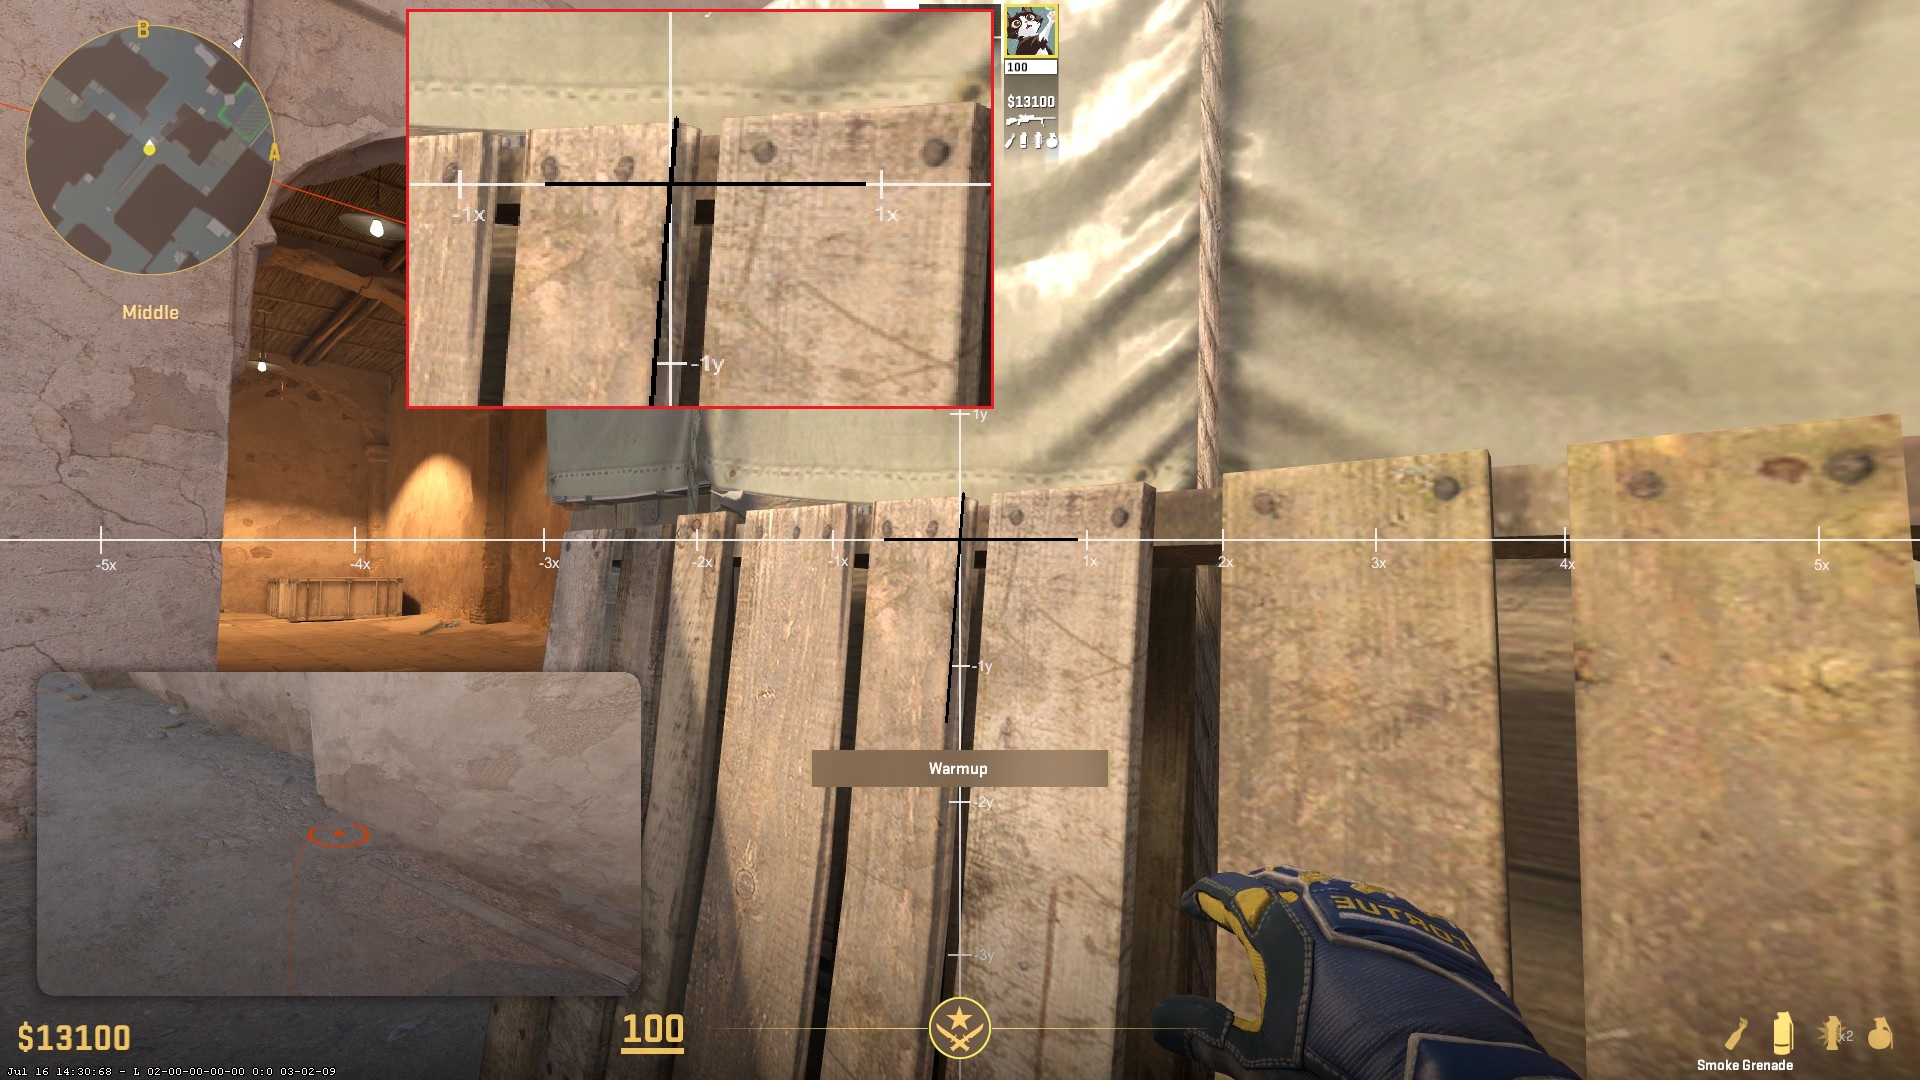 B
A
Middle
100
$13100
-1x
1x
-1y
1y
-5x
-4x
-3x
-2x
-1x
1x
2x
3x
4x
5x
-1y
Warmup
-2y
-3y
TORTUE
$13100
100
x2
Smoke Grenade
Jul 16 14:30:68 - L 02-00-00-00-00 0:0 03-02-09